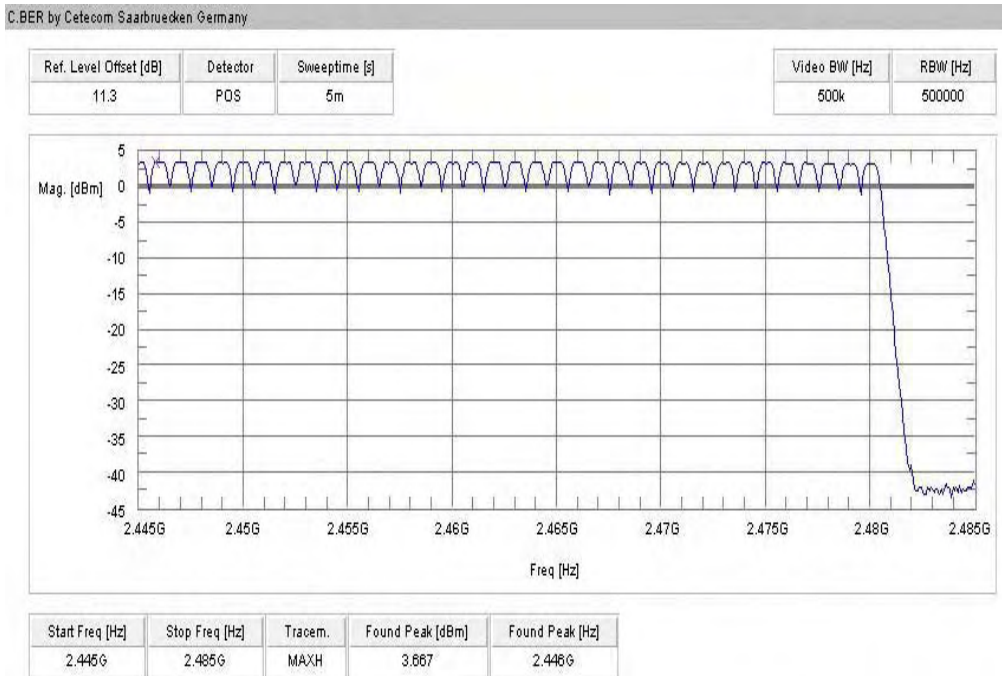 C.BER by Cetecom Saarbruecken Germany
Ref. Level Offset [dB] Detector Sweeptime [s] Video BW [Hz] RBW [Hz]
11.3 POS 5m 500k 500000
5
Mag. [dBm] 0
-5
-10
-15
-20
-25
-30
-35
-40
-45
2.445G 2.45G 2.455G 2.46G 2.465G 2.47G 2.475G 2.48G 2.485G
Freq [Hz]
Start Freq [Hz] Stop Freq [Hz] Tracem. Found Peak [dBm] Found Peak [Hz]
2.445G 2.485G MAXH 3.667 2.446G